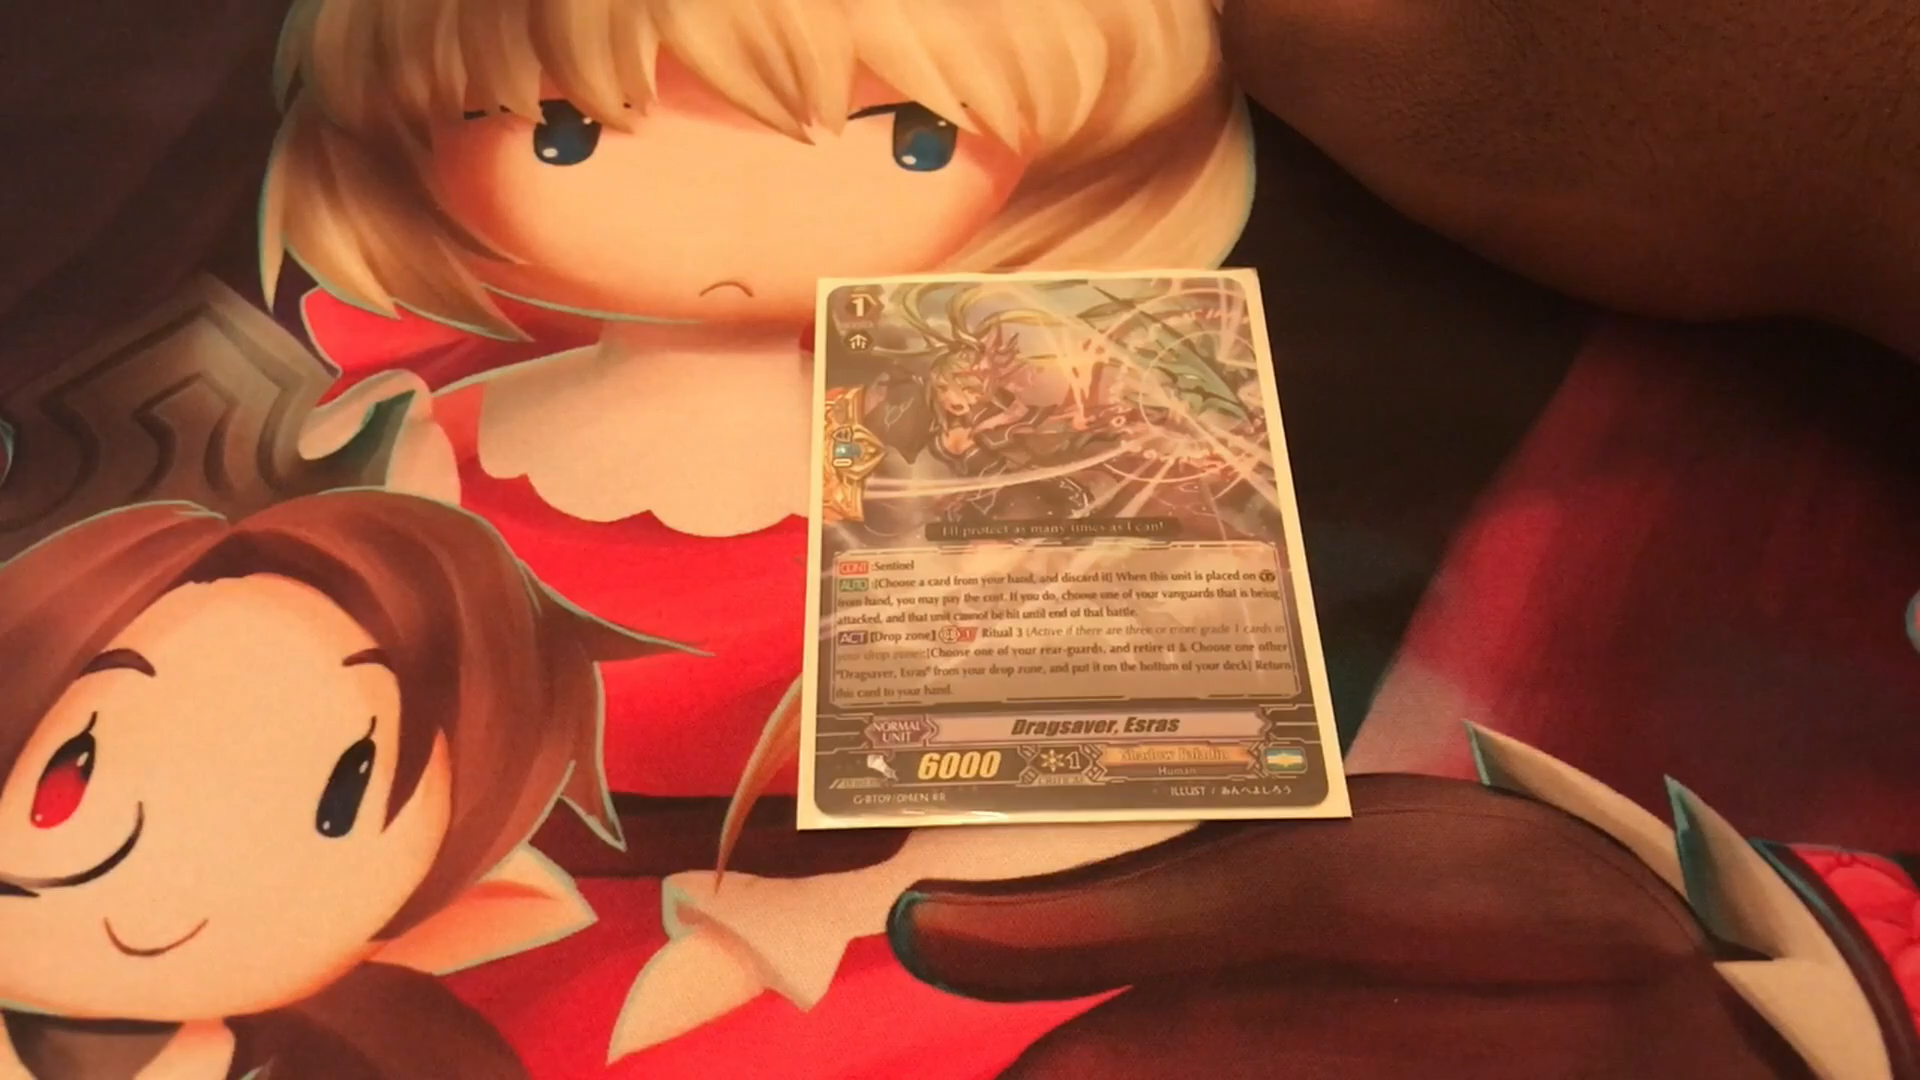 1
I'll protect as many times as I can!
CONT :Sentinel
AUTO :[Choose a card from your hand, and discard it] When this unit is placed on
from hand, you may pay the cost. If you do, choose one of your vanguards that is being
attacked, and that unit cannot be hit until end of that battle.
ACT [Drop zone] 1 Ritual 3 (Active if there are three or more grade 1 cards in
your drop zone):[Choose one of your rear-guards, and retire it & Choose one other
"Dragsaver, Esras" from your drop zone, and put it on the bottom of your deck] Return
this card to your hand.
NORMAL UNIT
Dragsaver, Esras
6000
1
CRITICAL
Shadow Paladin
Human
ILLUST / あんべよしろう